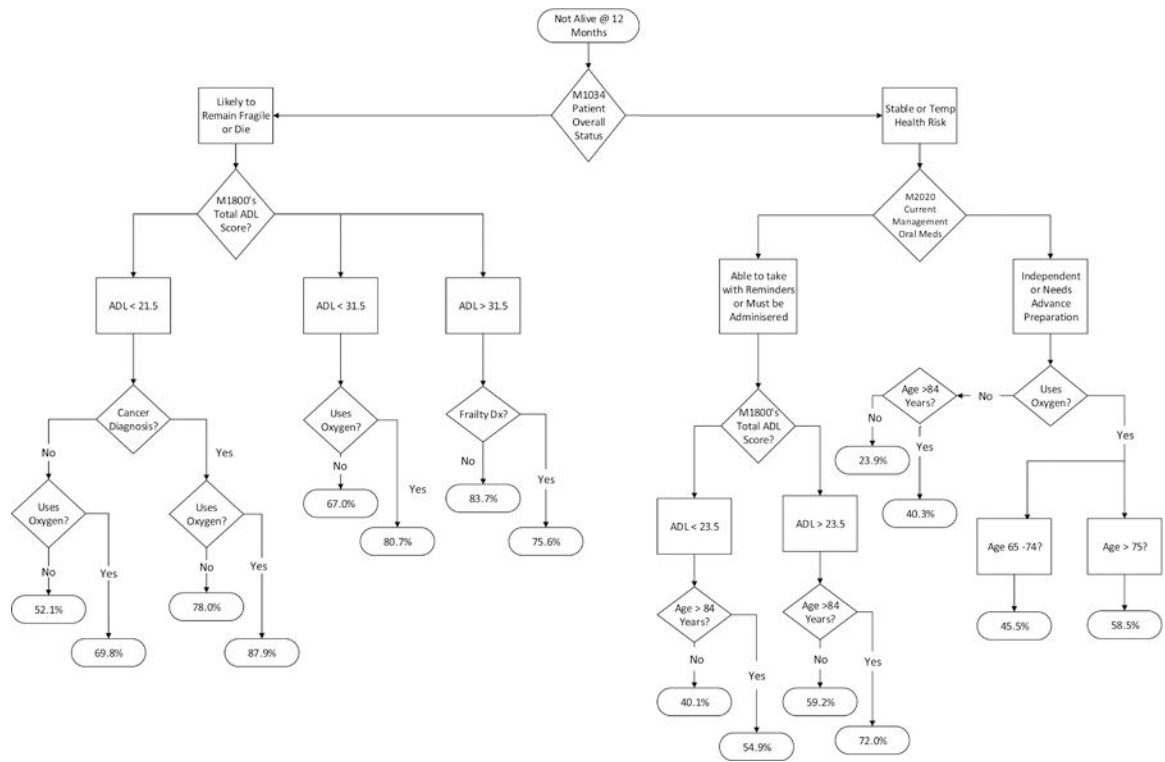 Not Alive @ 12
Months
M1034
Patient
Overall
Status
Likely to
Remain Fragile
or Die
Stable or Temp
Health Risk
M1800's
Total ADL
Score?
M2020
Current
Management
Oral Meds
ADL < 21.5
ADL < 31.5
ADL > 31.5
Able to take
with Reminders
or Must be
Adminisered
Independent
or Needs
Advance
Preparation
Cancer
Diagnosis?
Uses
Oxygen?
Frailty Dx?
M1800's
Total ADL
Score?
Age >84
Years?
No
Uses
Oxygen?
No
Yes
No
Yes
No
Yes
No
Yes
Yes
67.0%
80.7%
83.7%
75.6%
23.9%
40.3%
Uses
Oxygen?
Uses
Oxygen?
No
Yes
No
Yes
52.1%
69.8%
78.0%
87.9%
ADL < 23.5
ADL > 23.5
Age 65 -74?
Age > 75?
Age > 84
Years?
Age >84
Years?
45.5%
58.5%
No
Yes
No
Yes
40.1%
54.9%
59.2%
72.0%